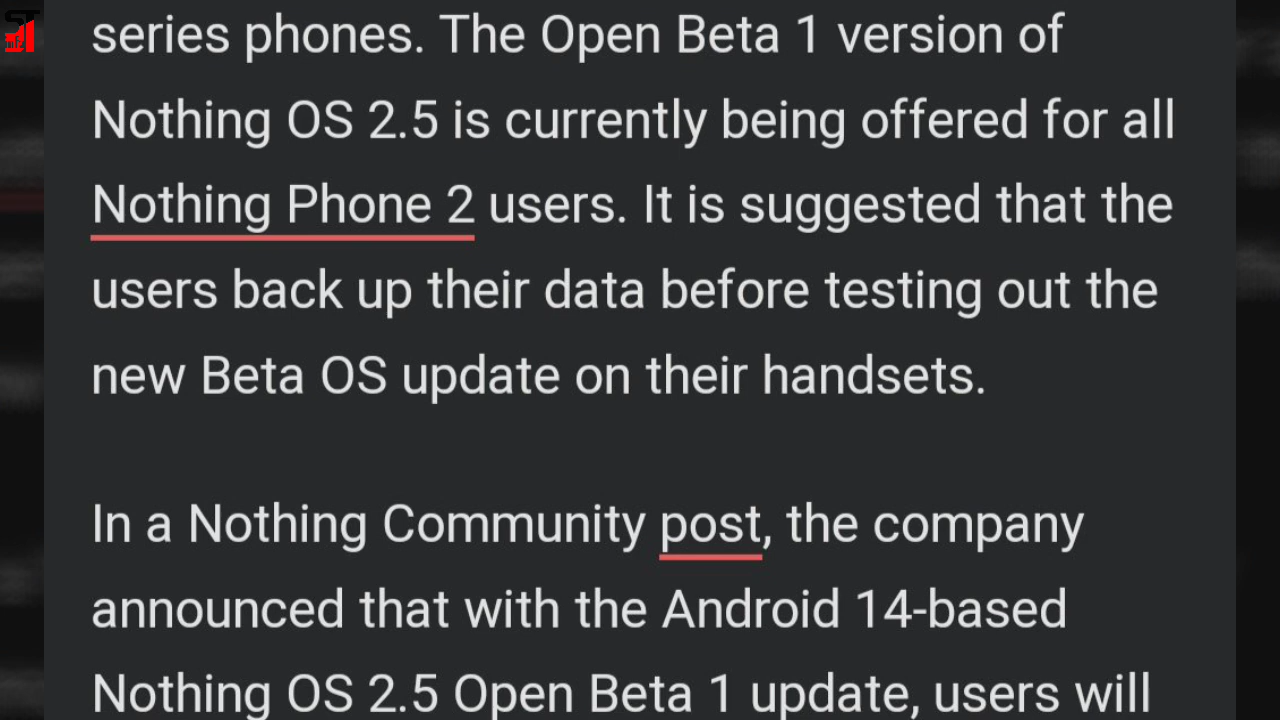 ST
series phones. The Open Beta 1 version of
Nothing OS 2.5 is currently being offered for all
Nothing Phone 2 users. It is suggested that the
users back up their data before testing out the
new Beta OS update on their handsets.
In a Nothing Community post, the company
announced that with the Android 14-based
Nothing OS 2.5 Open Beta 1 update, users will